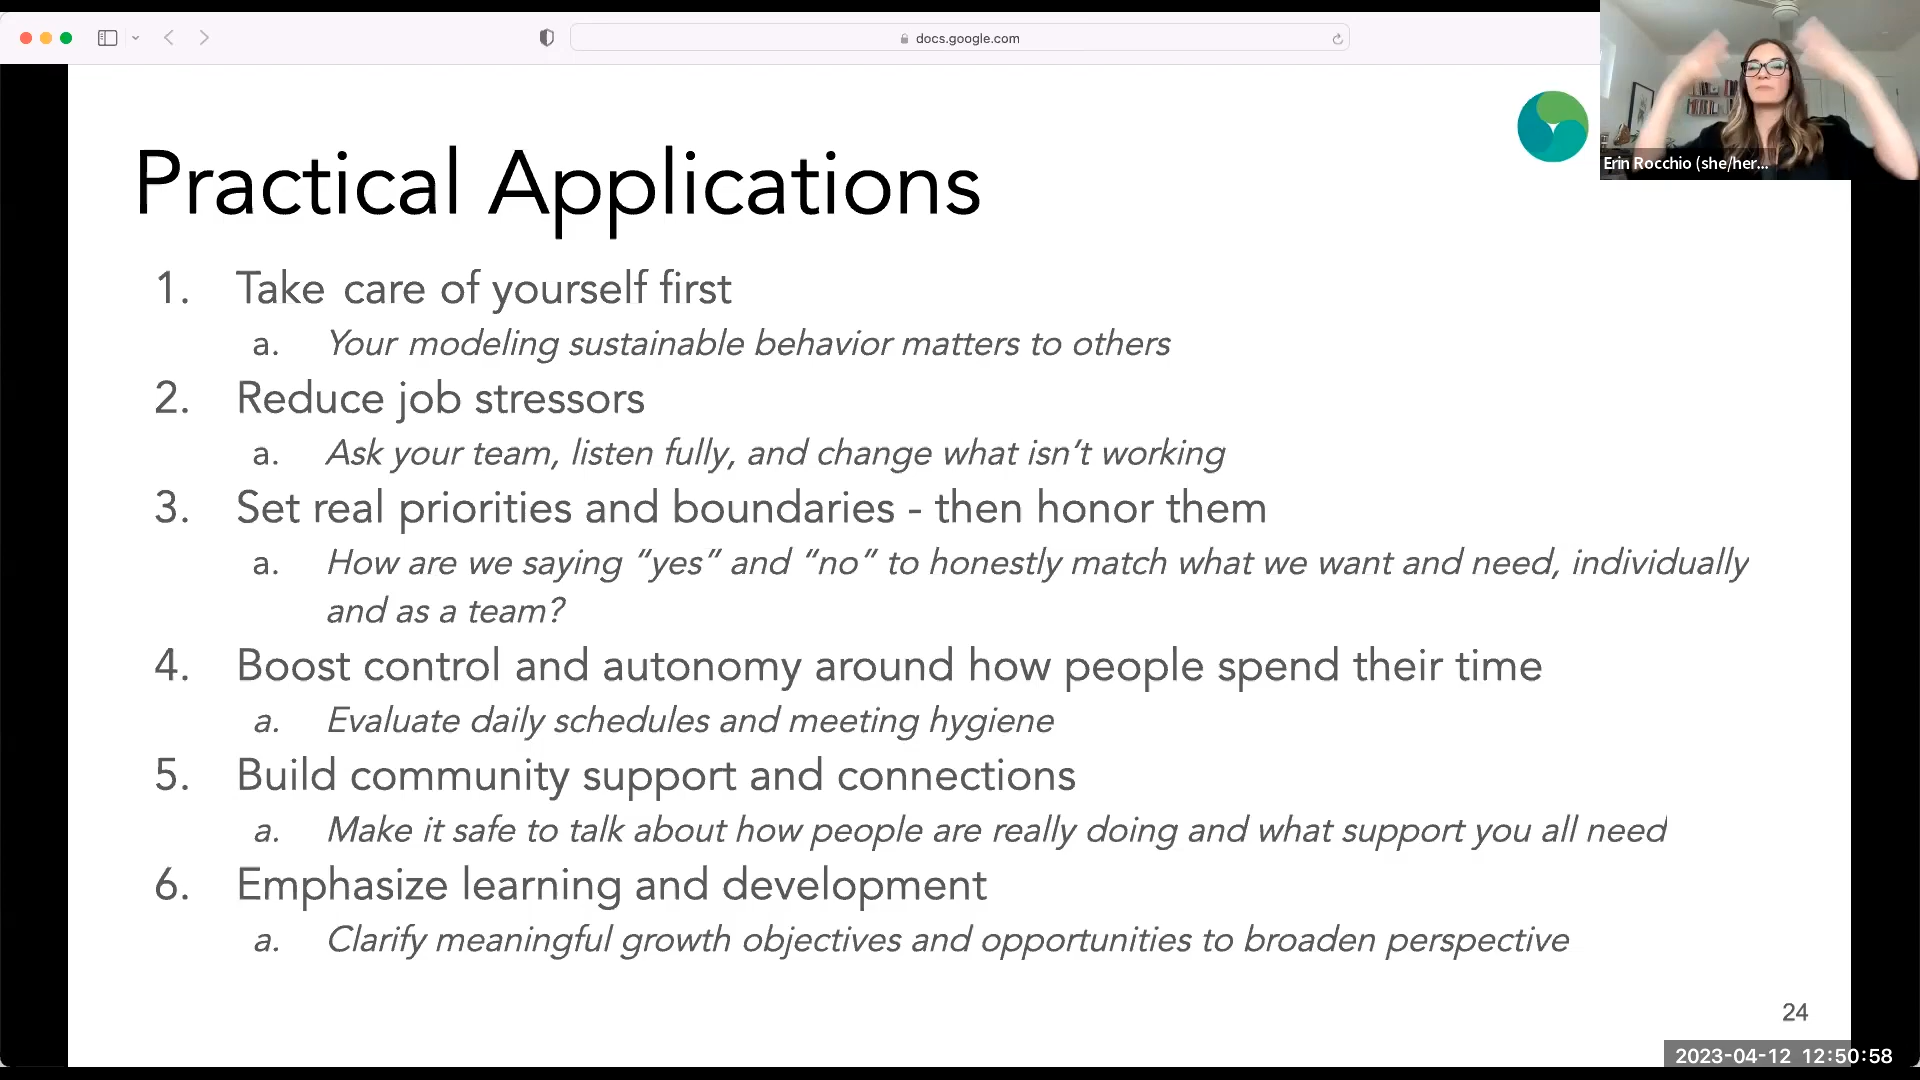 docs.google.com
Erin Rocchio (she/her...
Practical Applications
1. Take care of yourself first
a. Your modeling sustainable behavior matters to others
2. Reduce job stressors
a. Ask your team, listen fully, and change what isn’t working
3. Set real priorities and boundaries - then honor them
a. How are we saying “yes” and “no” to honestly match what we want and need, individually
and as a team?
4. Boost control and autonomy around how people spend their time
a. Evaluate daily schedules and meeting hygiene
5. Build community support and connections
a. Make it safe to talk about how people are really doing and what support you all need
6. Emphasize learning and development
a. Clarify meaningful growth objectives and opportunities to broaden perspective
24
2023-04-12 12:50:58